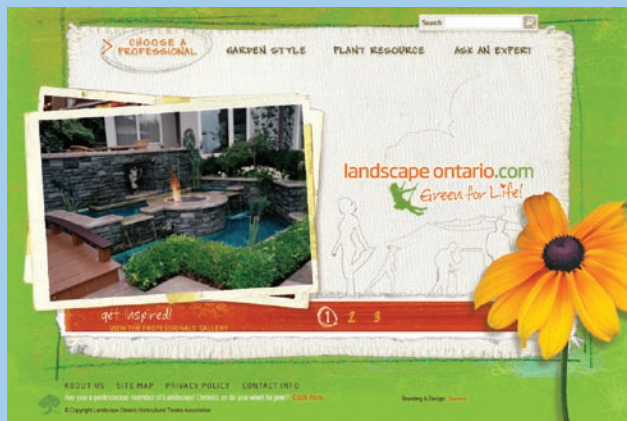 Search
CHOOSE A
PROFESSIONAL
GARDEN STYLE
PLANT RESOURCE
ASK AN EXPERT
landscape ontario.com
Green for Life!
get inspired!
VIEW THE PROFESSIONALS' GALLERY
1 2 3
ABOUT US SITE MAP PRIVACY POLICY CONTACT INFO
Are you a professional member of Landscape Ontario, or do you wish to join? Click here.
Branding & Design:
© Copyright Landscape Ontario Horticultural Trades Association